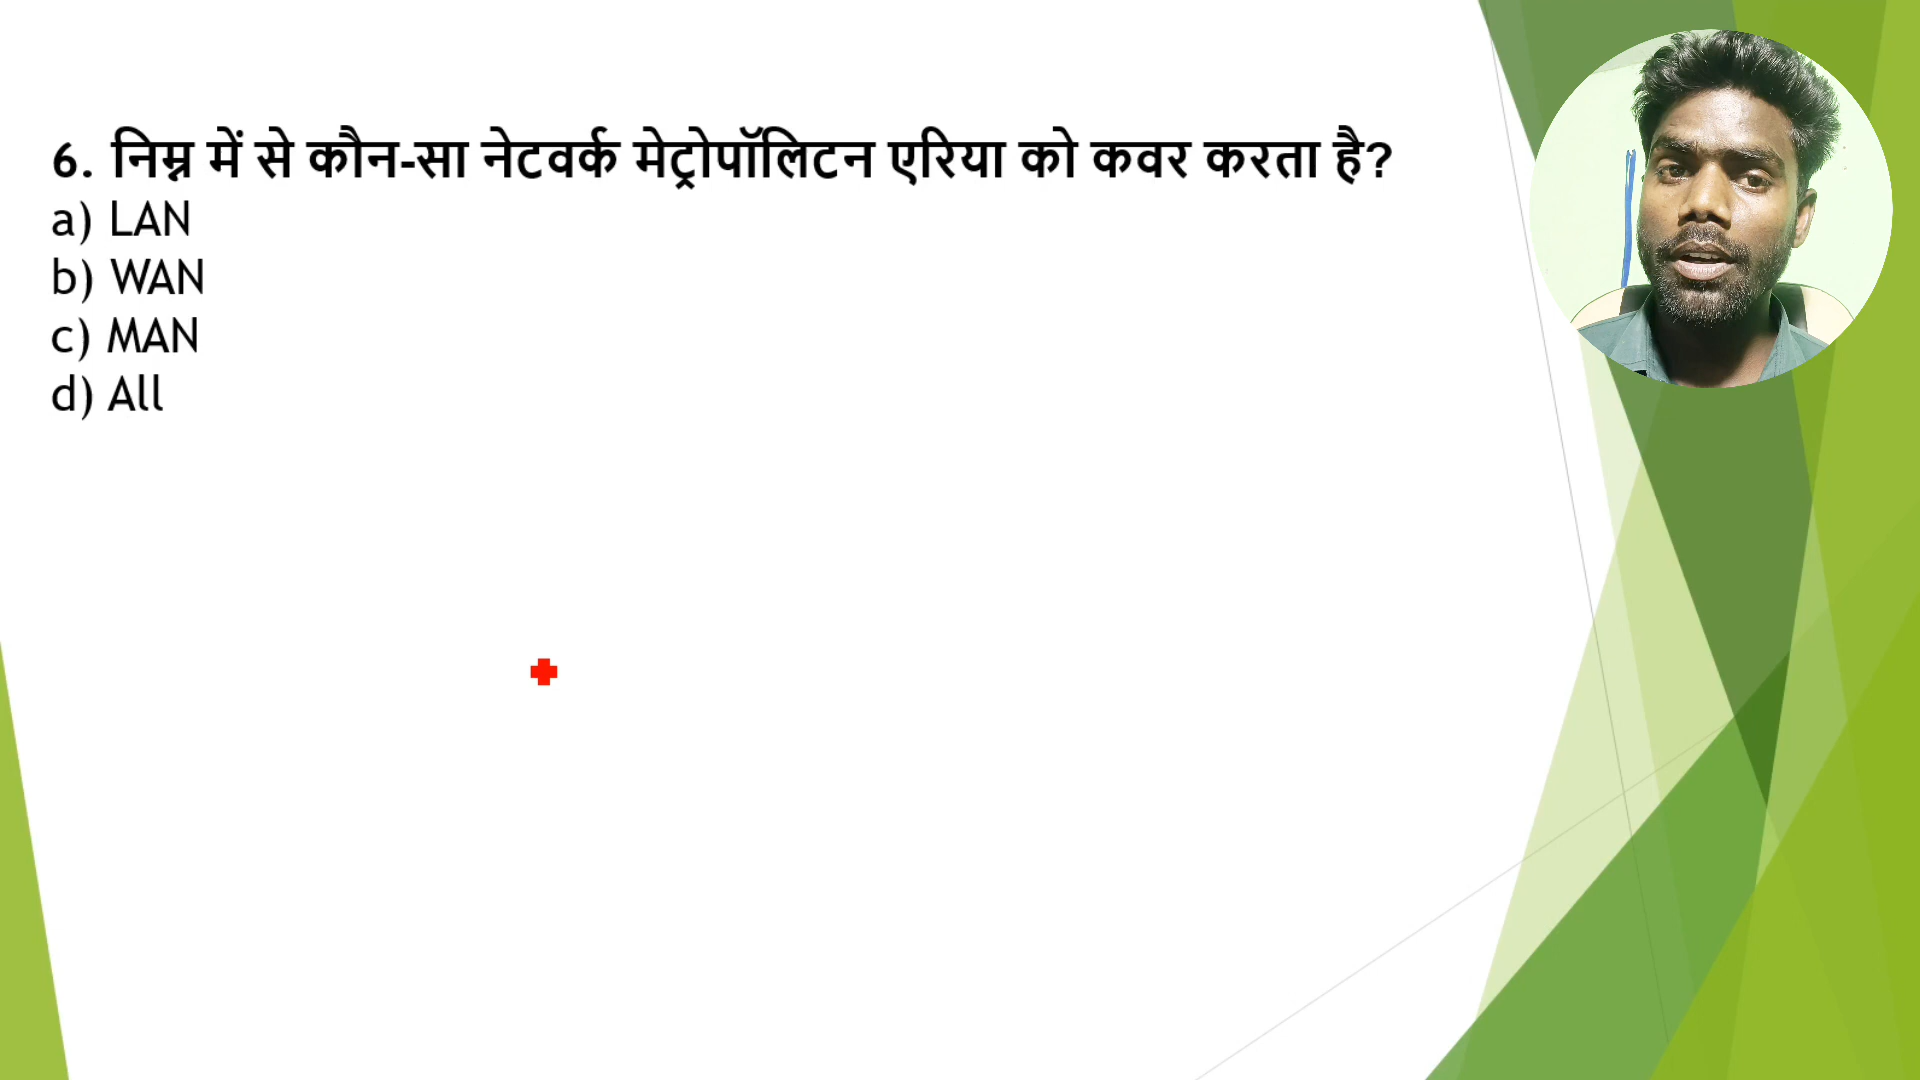 6. निम्न में से कौन-सा नेटवर्क मेट्रोपॉलिटन एरिया को कवर करता है?
a) LAN
b) WAN
c) MAN
d) All